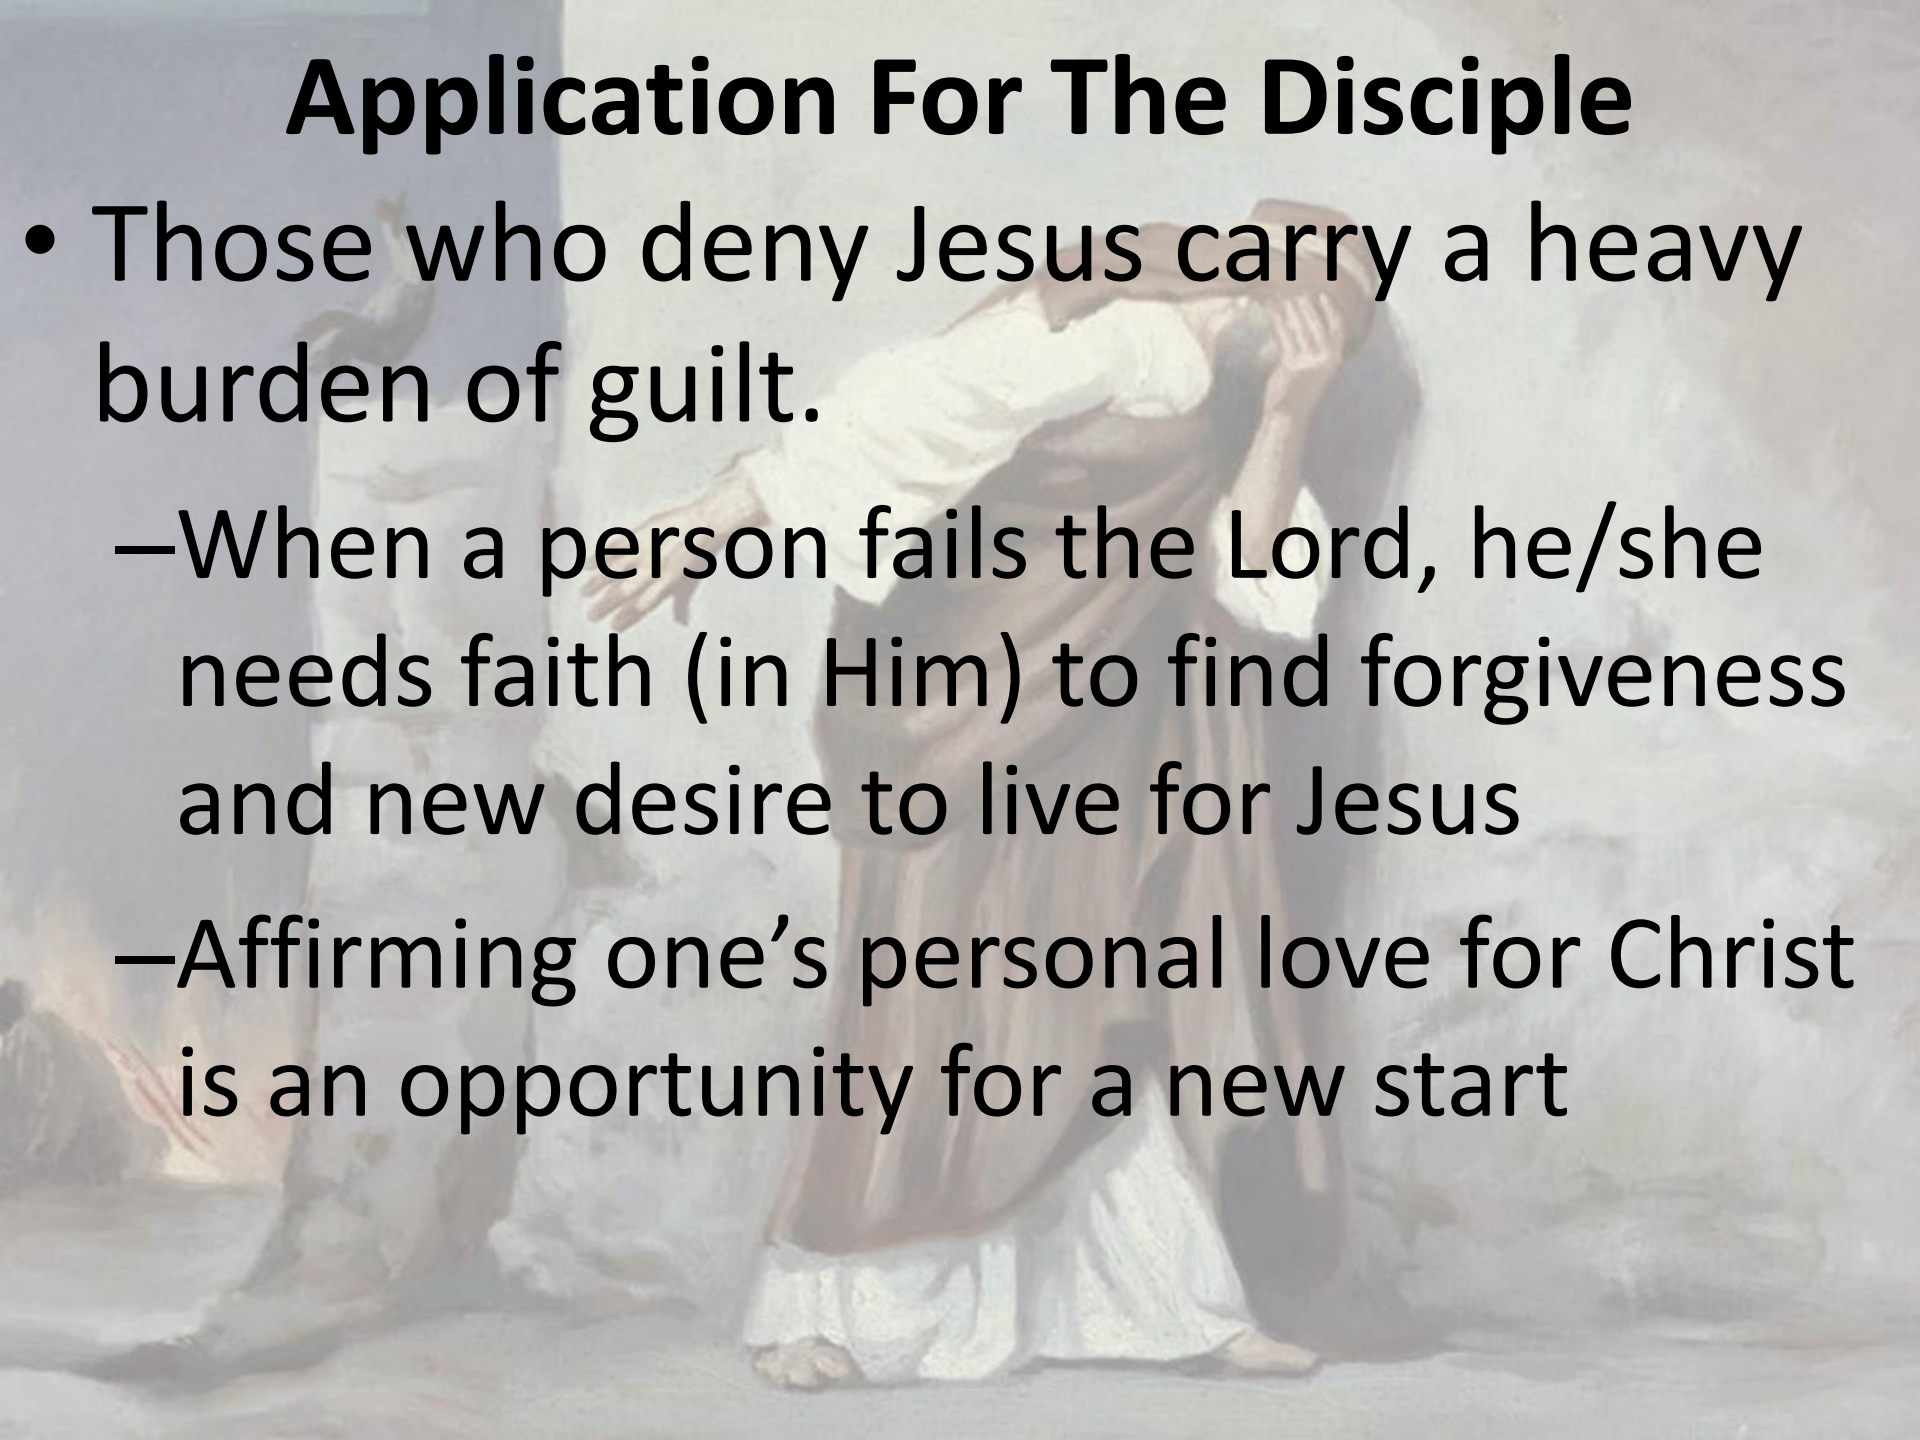 Application For The Disciple
• Those who deny Jesus carry a heavy
burden of guilt.
–When a person fails the Lord, he/she
needs faith (in Him) to find forgiveness
and new desire to live for Jesus
–Affirming one’s personal love for Christ
is an opportunity for a new start